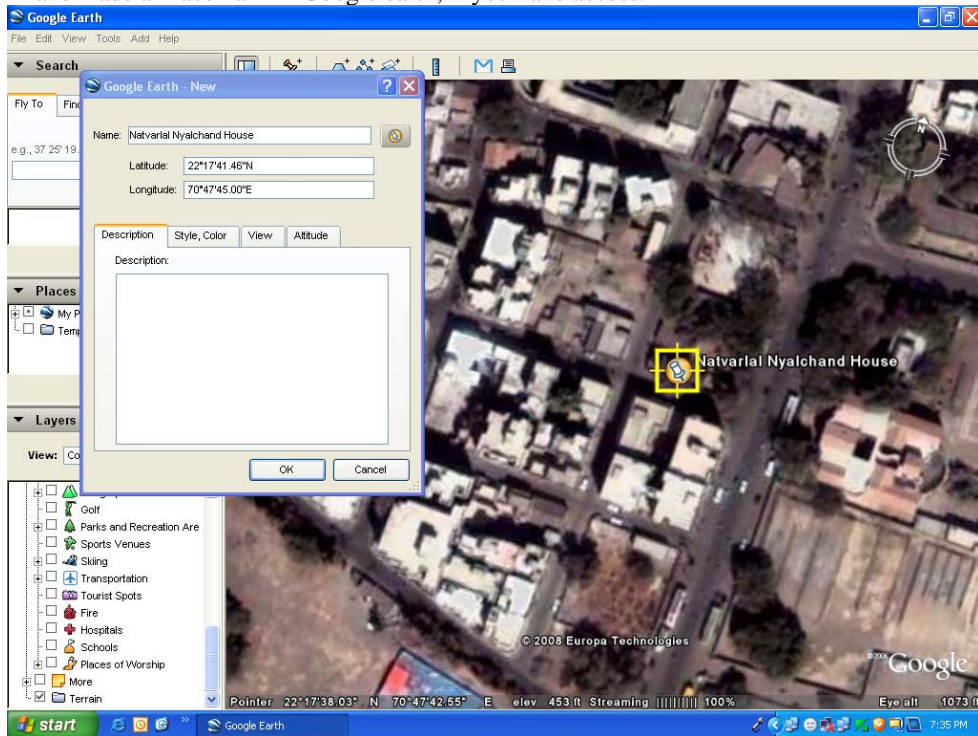 Google Earth
File Edit View Tools Add Help
Search
Fly To Find
e.g., 37 25' 19.
Google Earth - New
Name: Natvarlal Nyalchand House
Latitude: 22°17'41.46"N
Longitude: 70°47'45.00"E
Description Style, Color View Altitude
Description:
OK Cancel
Places
My P
Temp
Layers
View: Co
Golf
Parks and Recreation Are
Sports Venues
Skiing
Transportation
Tourist Spots
Fire
Hospitals
Schools
Places of Worship
More
Terrain
N
Natvarlal Nyalchand House
© 2008 Europa Technologies
©2006 Google
Pointer 22°17'38.03" N 70°47'42.55" E elev 453 ft Streaming |||||||||| 100% Eye alt 1073 ft
start Google Earth 7:35 PM